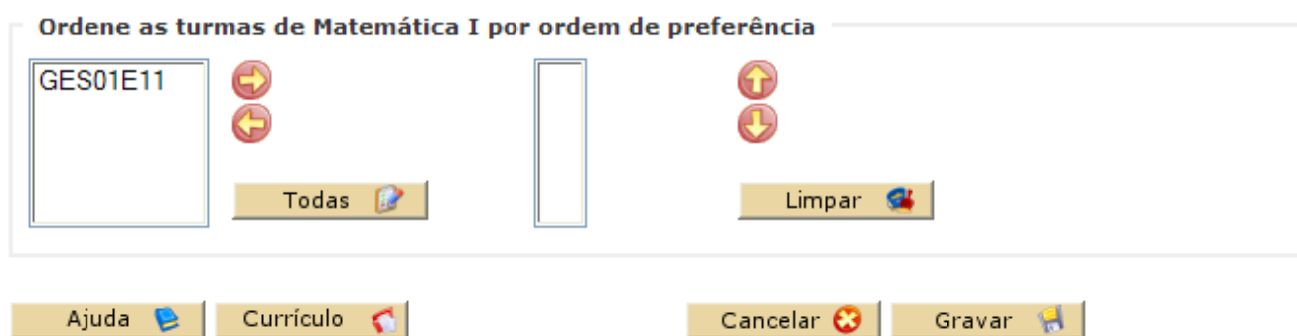 Ordene as turmas de Matemática I por ordem de preferência
GES01E11
Todas
Limpar
Ajuda
Currículo
Cancelar
Gravar